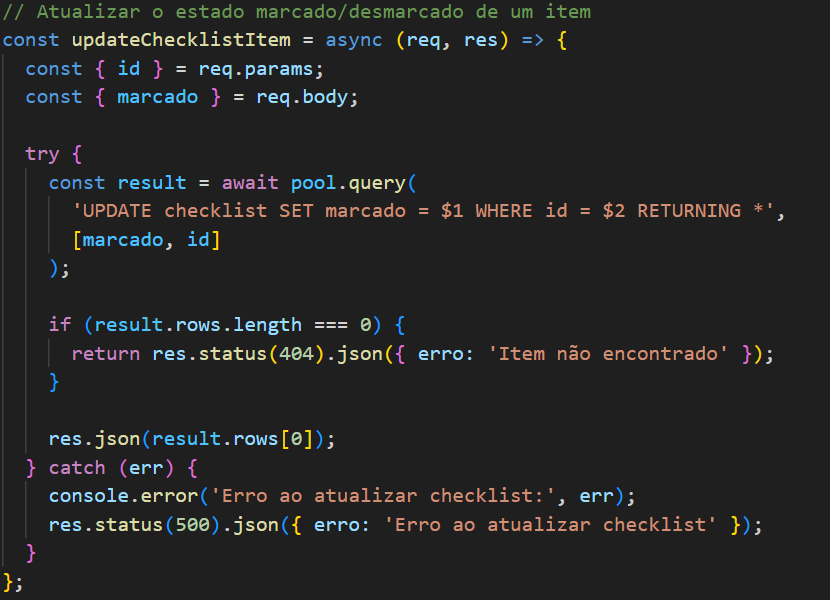 // Atualizar o estado marcado/desmarcado de um item
const updateChecklistItem = async (req, res) => {
const { id } = req.params;
const { marcado } = req.body;
try {
const result = await pool.query(
'UPDATE checklist SET marcado = $1 WHERE id = $2 RETURNING *',
[marcado, id]
);
if (result.rows.length === 0) {
return res.status(404).json({ erro: 'Item não encontrado' });
}
res.json(result.rows[0]);
} catch (err) {
console.error('Erro ao atualizar checklist:', err);
res.status(500).json({ erro: 'Erro ao atualizar checklist' });
}
};